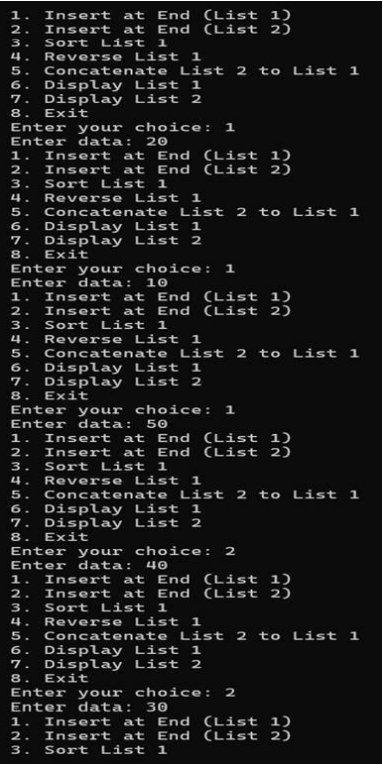 1. Insert at End (List 1)
2. Insert at End (List 2)
3. Sort List 1
4. Reverse List 1
5. Concatenate List 2 to List 1
6. Display List 1
7. Display List 2
8. Exit
Enter your choice: 1
Enter data: 20
1. Insert at End (List 1)
2. Insert at End (List 2)
3. Sort List 1
4. Reverse List 1
5. Concatenate List 2 to List 1
6. Display List 1
7. Display List 2
8. Exit
Enter your choice: 1
Enter data: 10
1. Insert at End (List 1)
2. Insert at End (List 2)
3. Sort List 1
4. Reverse List 1
5. Concatenate List 2 to List 1
6. Display List 1
7. Display List 2
8. Exit
Enter your choice: 1
Enter data: 50
1. Insert at End (List 1)
2. Insert at End (List 2)
3. Sort List 1
4. Reverse List 1
5. Concatenate List 2 to List 1
6. Display List 1
7. Display List 2
8. Exit
Enter your choice: 2
Enter data: 40
1. Insert at End (List 1)
2. Insert at End (List 2)
3. Sort List 1
4. Reverse List 1
5. Concatenate List 2 to List 1
6. Display List 1
7. Display List 2
8. Exit
Enter your choice: 2
Enter data: 30
1. Insert at End (List 1)
2. Insert at End (List 2)
3. Sort List 1